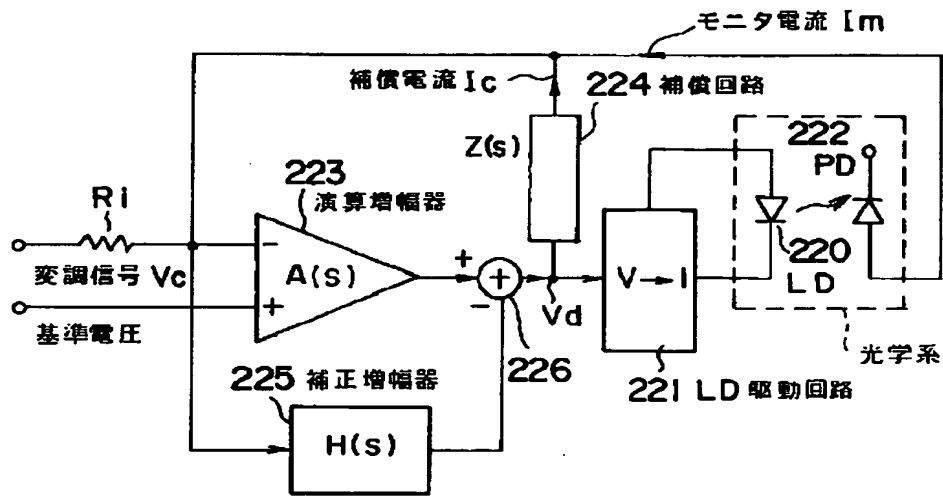 モニタ電流 Im
補償電流 Ic
224 補償回路
Z(s)
222
PD
223
演算増幅器
Ri
−
A(s)
+
変調信号 Vc
+
基準電圧
+
−
V→I
220
LD
Vd
226
光学系
225 補正増幅器
221 LD 駆動回路
H(s)